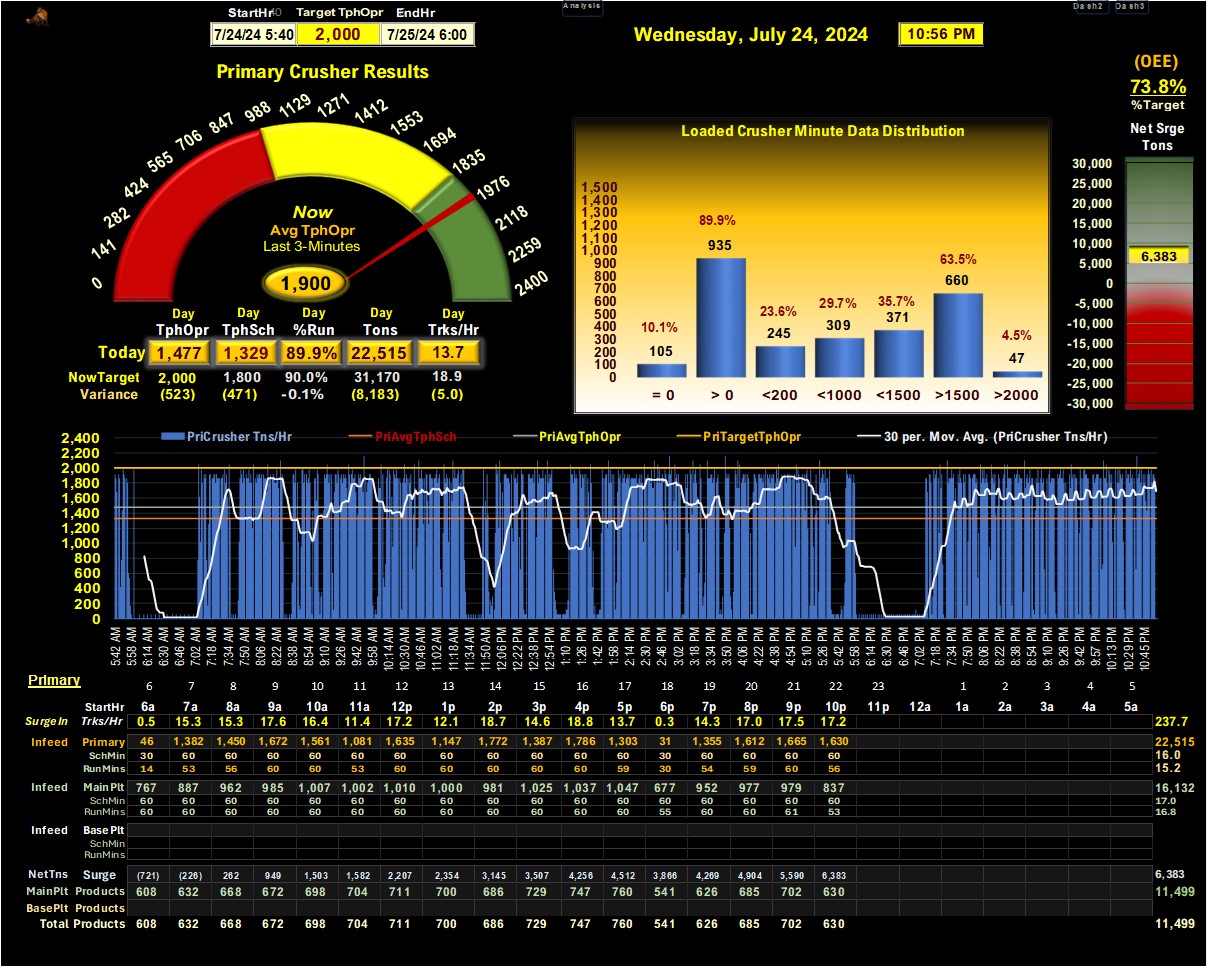 StartHr Target TphOpr EndHr
7/24/24 5:40 2,000 7/25/24 6:00
Analysis
Wednesday, July 24, 2024
10:56 PM
Dash2 Dash3
(OEE)
73.8%
%Target
Net Srge
Tons
30,000
25,000
20,000
15,000
10,000
6,383
5,000
0
-5,000
-10,000
-15,000
-20,000
-25,000
-30,000
Primary Crusher Results
0 141 282 424 565 706 847 988 1129 1271 1412 1553 1694 1835 1976 2118 2259 2400
Now
Avg TphOpr
Last 3-Minutes
1,900
Day Day Day Day Day
TphOpr TphSch %Run Tons Trks/Hr
Today 1,477 1,329 89.9% 22,515 13.7
NowTarget 2,000 1,800 90.0% 31,170 18.9
Variance (523) (471) -0.1% (8,183) (5.0)
Loaded Crusher Minute Data Distribution
1,500
1,400
1,300
1,200
1,100
1,000
900
800
700
600
500
400
300
200
100
0
10.1% 89.9% 23.6% 29.7% 35.7% 63.5% 4.5%
105 935 245 309 371 660 47
= 0 > 0 <200 <1000 <1500 >1500 >2000
PriCrusher Tns/Hr PriAvgTphSch PriAvgTphOpr PriTargetTphOpr 30 per. Mov. Avg. (PriCrusher Tns/Hr)
2,400
2,200
2,000
1,800
1,600
1,400
1,200
1,000
800
600
400
200
0
5:42 AM 5:58 AM 6:14 AM 6:30 AM 6:46 AM 7:02 AM 7:18 AM 7:34 AM 7:50 AM 8:06 AM 8:22 AM 8:38 AM 8:54 AM 9:10 AM 9:26 AM 9:42 AM 9:58 AM 10:14 AM 10:30 AM 10:46 AM 11:02 AM 11:18 AM 11:34 AM 11:50 AM 12:06 PM 12:22 PM 12:38 PM 12:54 PM 1:10 PM 1:26 PM 1:42 PM 1:58 PM 2:14 PM 2:30 PM 2:46 PM 3:02 PM 3:18 PM 3:34 PM 3:50 PM 4:06 PM 4:22 PM 4:38 PM 4:54 PM 5:10 PM 5:26 PM 5:42 PM 5:58 PM 6:14 PM 6:30 PM 6:46 PM 7:02 PM 7:18 PM 7:34 PM 7:50 PM 8:06 PM 8:22 PM 8:38 PM 8:54 PM 9:10 PM 9:26 PM 9:41 PM 9:57 PM 10:13 PM 10:29 PM 10:45 PM
Primary
6 7 8 9 10 11 12 13 14 15 16 17 18 19 20 21 22 23 1 2 3 4 5
StartHr 6a 7a 8a 9a 10a 11a 12p 1p 2p 3p 4p 5p 6p 7p 8p 9p 10p 11p 12a 1a 2a 3a 4a 5a
SurgeIn Trks/Hr 0.5 15.3 15.3 17.6 16.4 11.4 17.2 12.1 18.7 14.6 18.8 13.7 0.3 14.3 17.0 17.5 17.2 237.7
Infeed Primary 46 1,382 1,450 1,672 1,561 1,081 1,635 1,147 1,772 1,387 1,786 1,303 31 1,355 1,612 1,665 1,630 22,515
SchMin 30 60 60 60 60 60 60 60 60 60 60 60 30 60 60 60 60 16.0
RunMins 14 53 56 60 60 53 60 60 60 60 60 59 30 54 59 60 56 15.2
Infeed MainPlt 767 887 962 985 1,007 1,002 1,010 1,000 981 1,025 1,037 1,047 677 952 977 979 837 16,132
SchMin 60 60 60 60 60 60 60 60 60 60 60 60 60 60 60 60 60 17.0
RunMins 60 60 60 60 60 60 60 60 60 60 60 60 55 60 60 61 53 16.8
Infeed Base Plt
SchMin
RunMins
NetTns Surge (721) (226) 262 949 1,503 1,582 2,207 2,354 3,145 3,507 4,256 4,512 3,866 4,269 4,904 5,590 6,383 6,383
MainPlt Products 608 632 668 672 698 704 711 700 686 729 747 760 541 626 685 702 630 11,499
BasePlt Products
Total Products 608 632 668 672 698 704 711 700 686 729 747 760 541 626 685 702 630 11,499